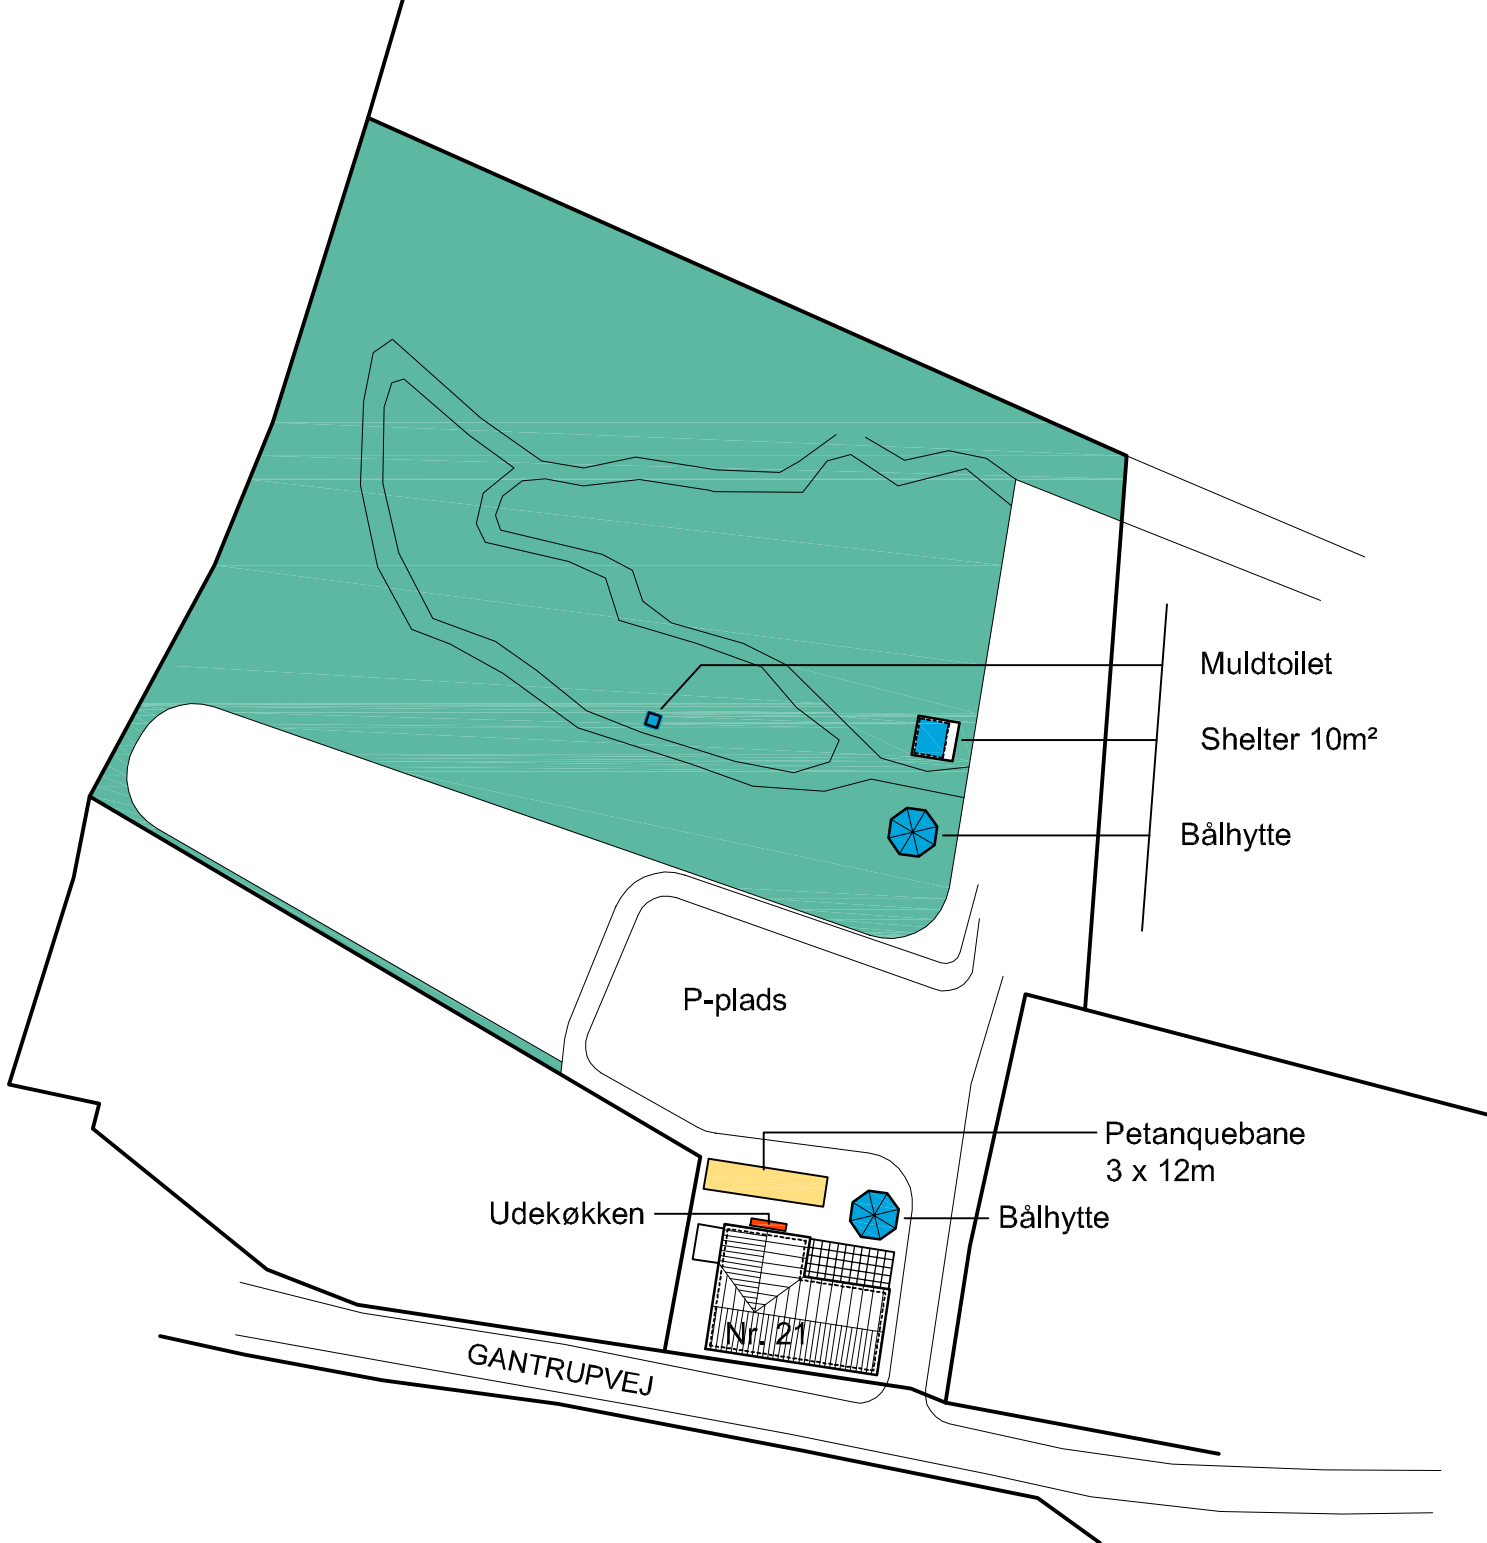 Muldtoilet
Shelter 10m²
Bålhytte
P-plads
Petanquebane
3 x 12m
Udekøkken
Bålhytte
Nr. 21
GANTRUPVEJ